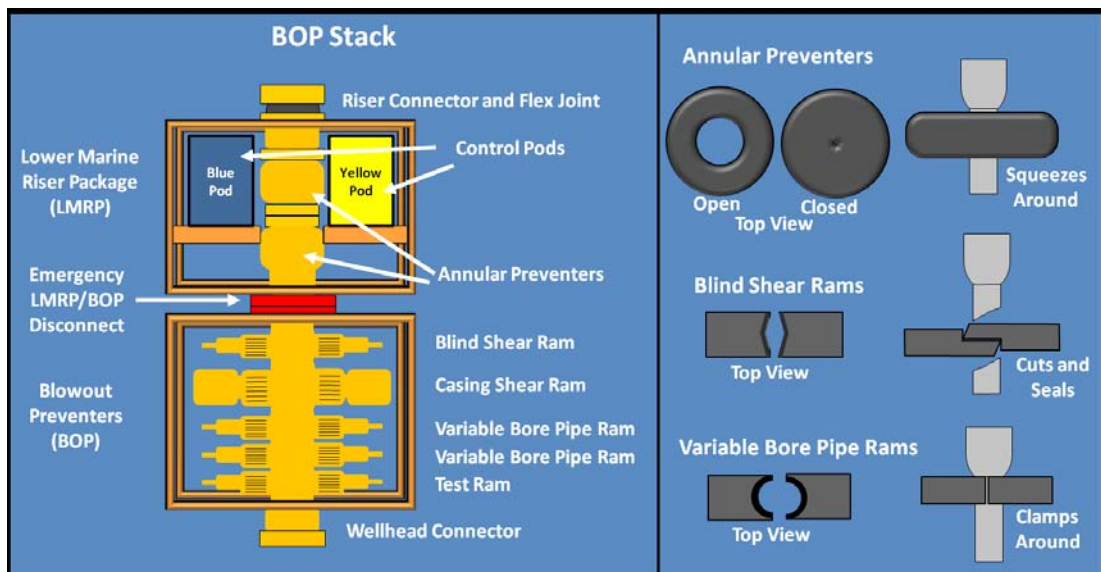 BOP Stack
Riser Connector and Flex Joint
Lower Marine
Riser Package
(LMRP)
Blue
Pod
Yellow
Pod
Control Pods
Emergency
LMRP/BOP
Disconnect
Annular Preventers
Blowout
Preventers
(BOP)
Blind Shear Ram
Casing Shear Ram
Variable Bore Pipe Ram
Variable Bore Pipe Ram
Test Ram
Wellhead Connector
Annular Preventers
Open
Closed
Top View
Squeezes
Around
Blind Shear Rams
Top View
Cuts and
Seals
Variable Bore Pipe Rams
Top View
Clamps
Around